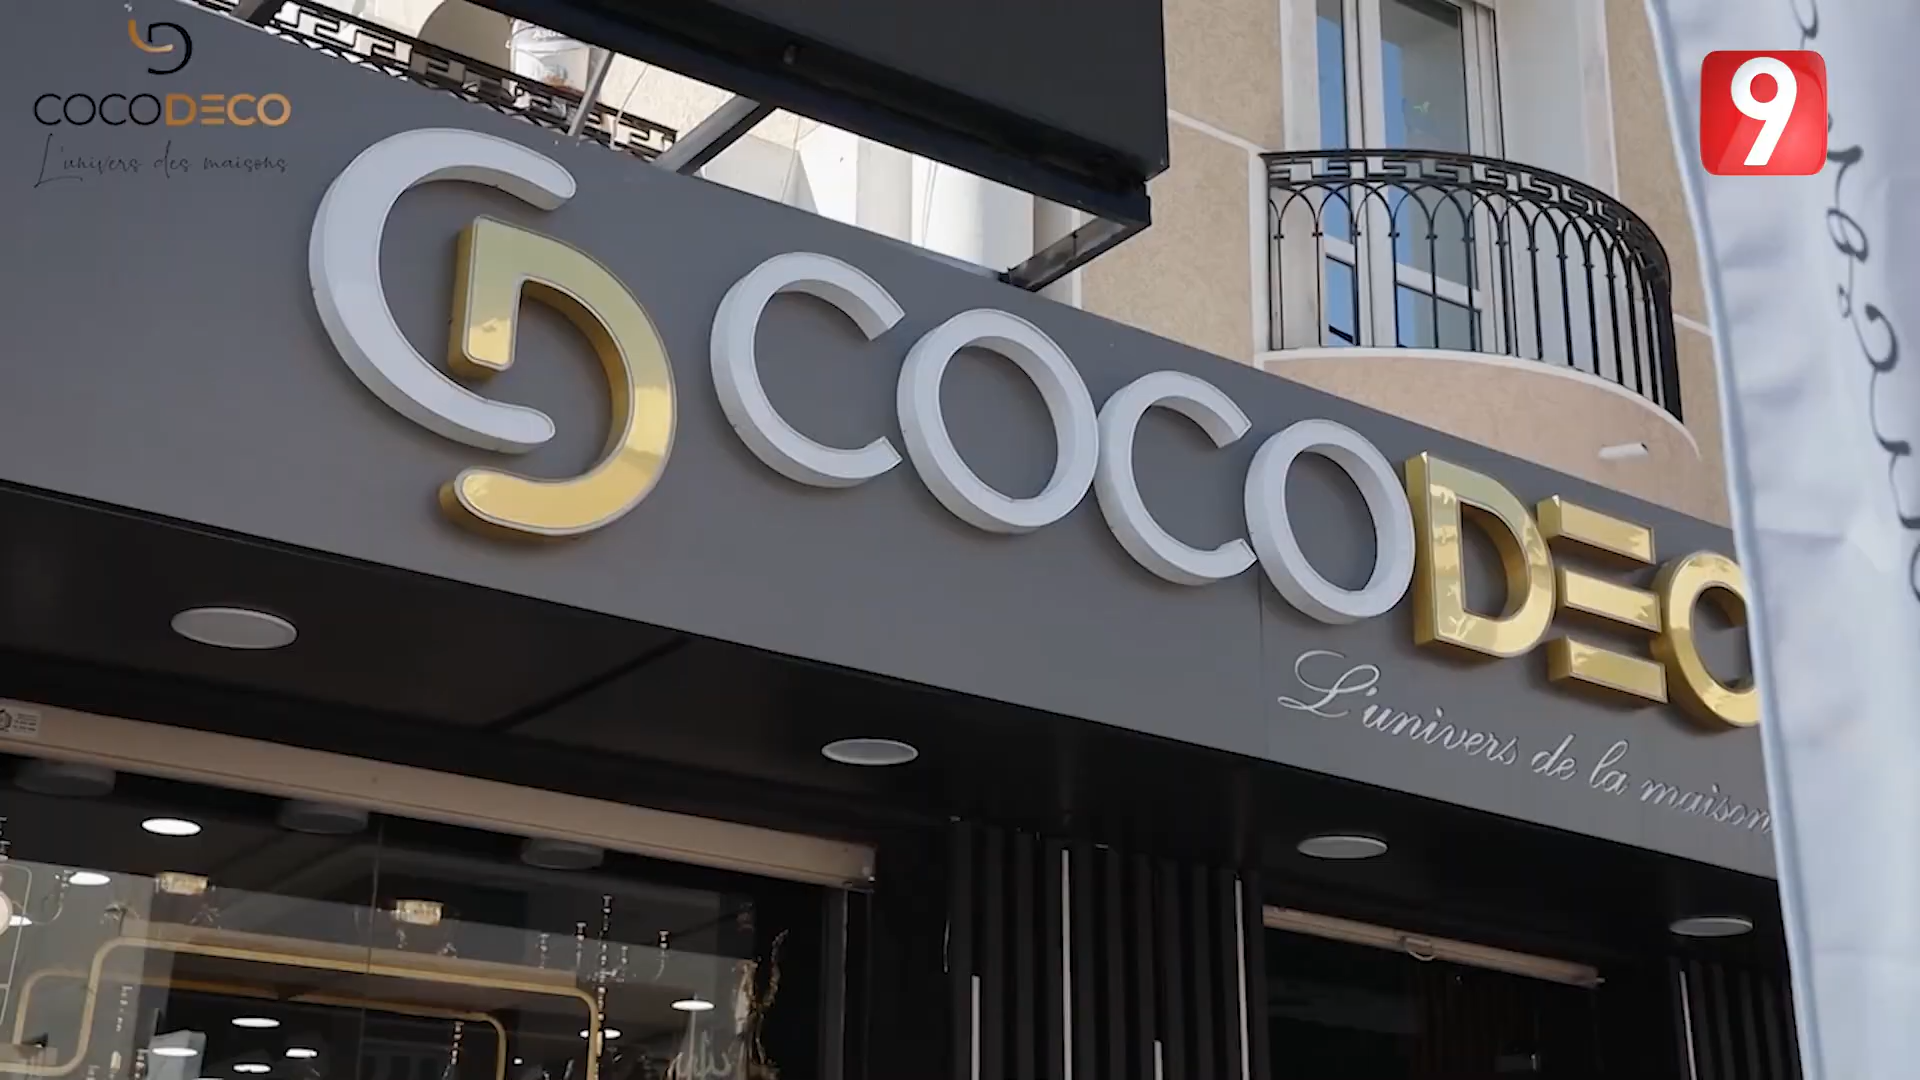 COCODECO
L'univers des maisons
9
COCODECO
L'univers de la maison